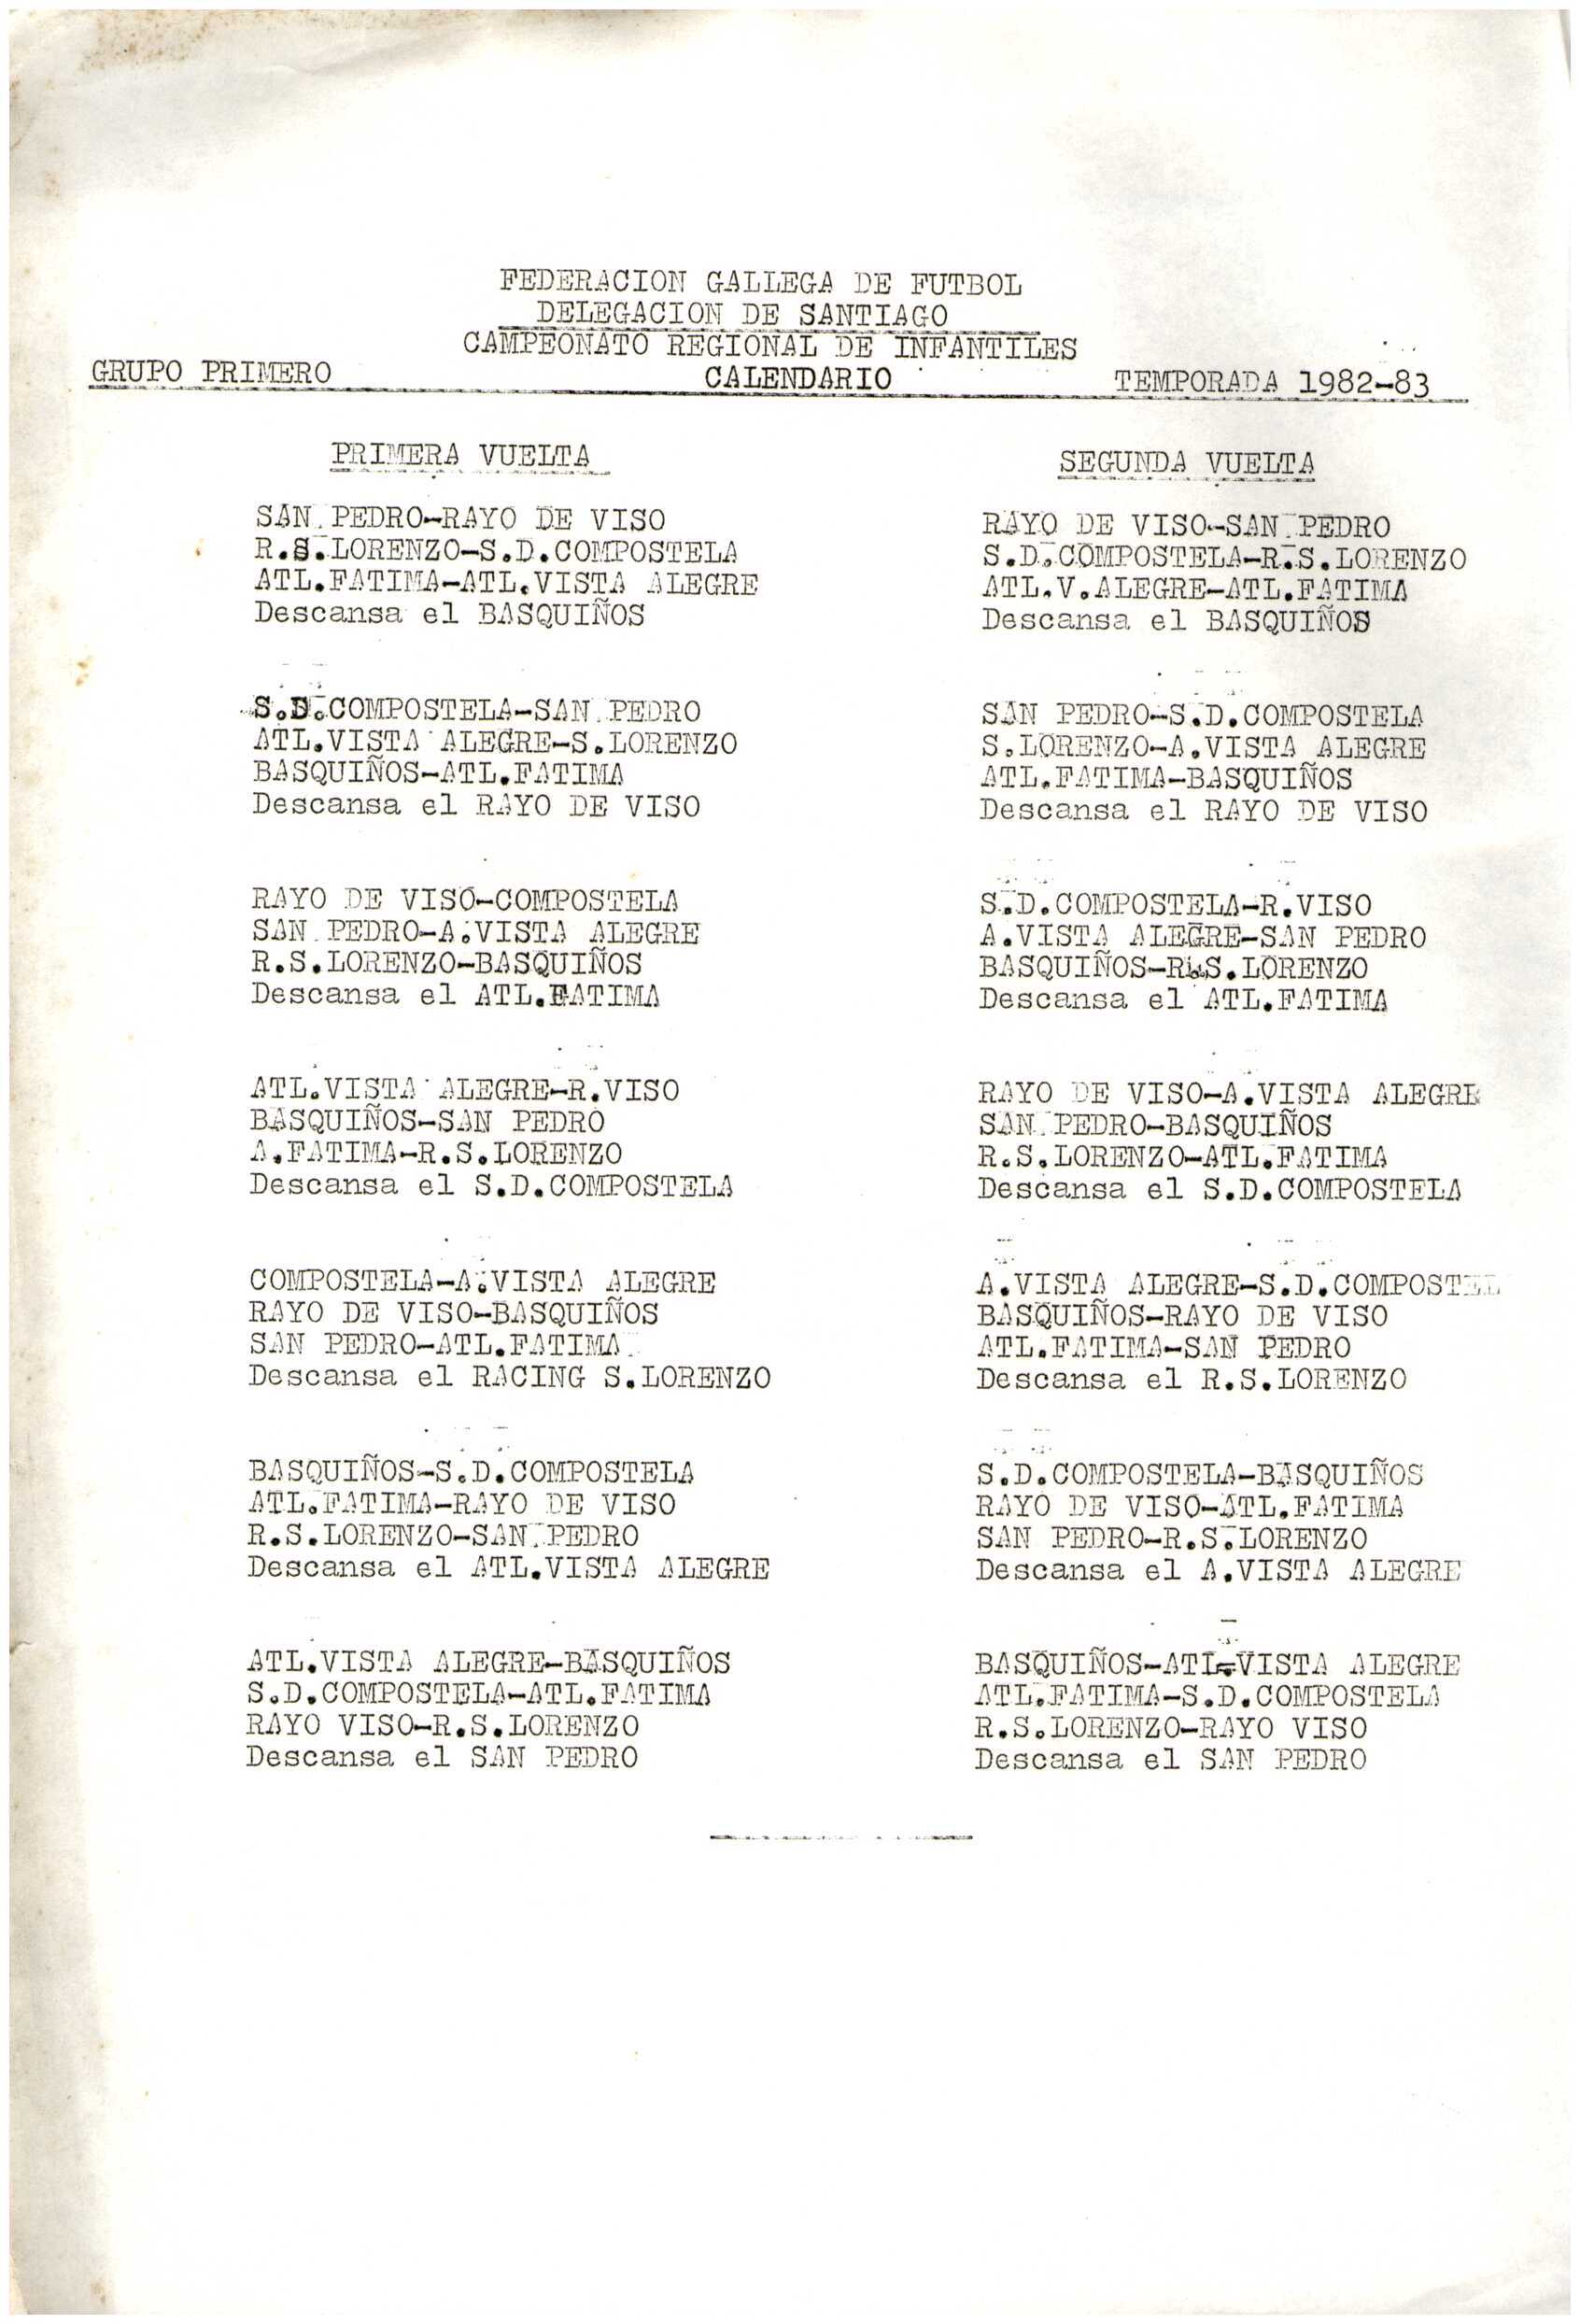 FEDERACION GALLEGA DE FUTBOL
DELEGACION DE SANTIAGO
CAMPEONATO REGIONAL DE INFANTILES
GRUPO PRIMERO CALENDARIO TEMPORADA 1982-83
PRIMERA VUELTA
SAN PEDRO-RAYO DE VISO
R.S.LORENZO-S.D.COMPOSTELA
ATL.FATIMA-ATL.VISTA ALEGRE
Descansa el BASQUIÑOS
S.D.COMPOSTELA-SAN PEDRO
ATL.VISTA ALEGRE-S.LORENZO
BASQUIÑOS-ATL.FATIMA
Descansa el RAYO DE VISO
RAYO DE VISO-COMPOSTELA
SAN PEDRO-A.VISTA ALEGRE
R.S.LORENZO-BASQUIÑOS
Descansa el ATL.FATIMA
ATL.VISTA ALEGRE-R.VISO
BASQUIÑOS-SAN PEDRO
A.FATIMA-R.S.LORENZO
Descansa el S.D.COMPOSTELA
COMPOSTELA-A.VISTA ALEGRE
RAYO DE VISO-BASQUIÑOS
SAN PEDRO-ATL.FATIMA
Descansa el RACING S.LORENZO
BASQUIÑOS-S.D.COMPOSTELA
ATL.FATIMA-RAYO DE VISO
R.S.LORENZO-SAN PEDRO
Descansa el ATL.VISTA ALEGRE
ATL.VISTA ALEGRE-BASQUIÑOS
S.D.COMPOSTELA-ATL.FATIMA
RAYO VISO-R.S.LORENZO
Descansa el SAN PEDRO
SEGUNDA VUELTA
RAYO DE VISO-SAN PEDRO
S.D.COMPOSTELA-R.S.LORENZO
ATL.V.ALEGRE-ATL.FATIMA
Descansa el BASQUIÑOS
SAN PEDRO-S.D.COMPOSTELA
S.LORENZO-A.VISTA ALEGRE
ATL.FATIMA-BASQUIÑOS
Descansa el RAYO DE VISO
S.D.COMPOSTELA-R.VISO
A.VISTA ALEGRE-SAN PEDRO
BASQUIÑOS-R.S.LORENZO
Descansa el ATL.FATIMA
RAYO DE VISO-A.VISTA ALEGRE
SAN PEDRO-BASQUIÑOS
R.S.LORENZO-ATL.FATIMA
Descansa el S.D.COMPOSTELA
A.VISTA ALEGRE-S.D.COMPOSTEL
BASQUIÑOS-RAYO DE VISO
ATL.FATIMA-SAN PEDRO
Descansa el R.S.LORENZO
S.D.COMPOSTELA-BASQUIÑOS
RAYO DE VISO-ATL.FATIMA
SAN PEDRO-R.S.LORENZO
Descansa el A.VISTA ALEGRE
BASQUIÑOS-ATL.VISTA ALEGRE
ATL.FATIMA-S.D.COMPOSTELA
R.S.LORENZO-RAYO VISO
Descansa el SAN PEDRO